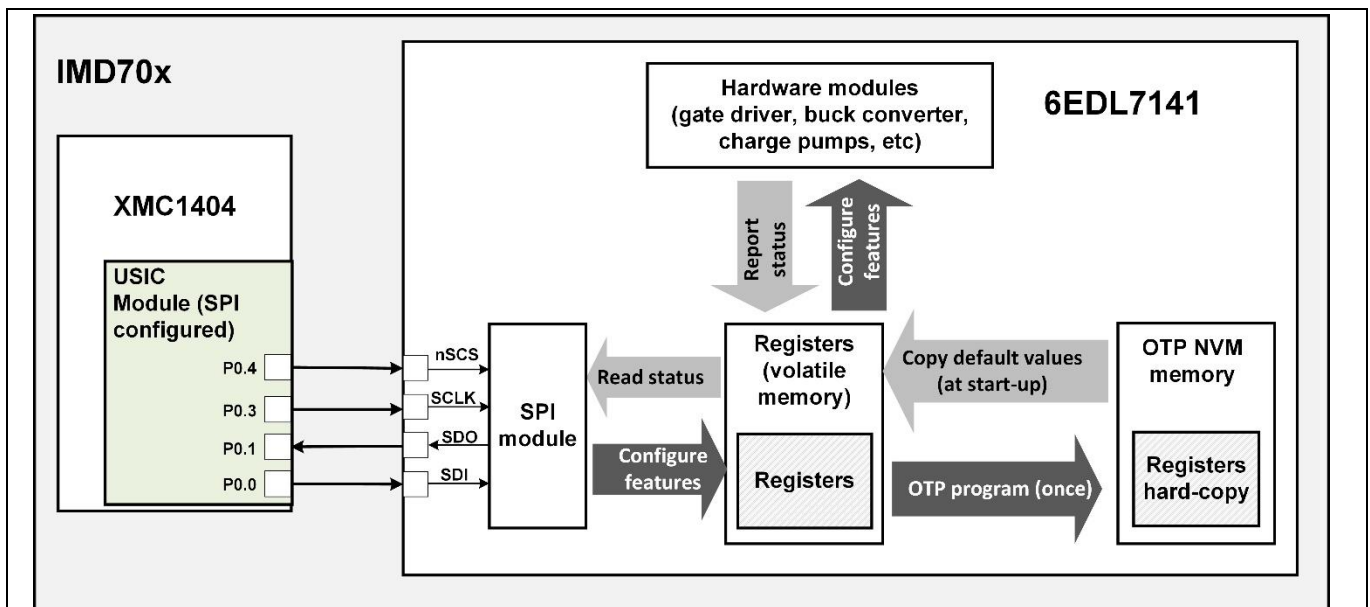 IMD70x
6EDL7141
Hardware modules
(gate driver, buck converter,
charge pumps, etc)
XMC1404
USIC
Module (SPI
configured)
P0.4
P0.3
P0.1
P0.0
nSCS
SCLK
SDO
SDI
SPI
module
Report
status
Configure
features
Read status
Configure
features
Registers
(volatile
memory)
Registers
Copy default values
(at start-up)
OTP program (once)
OTP NVM
memory
Registers
hard-copy